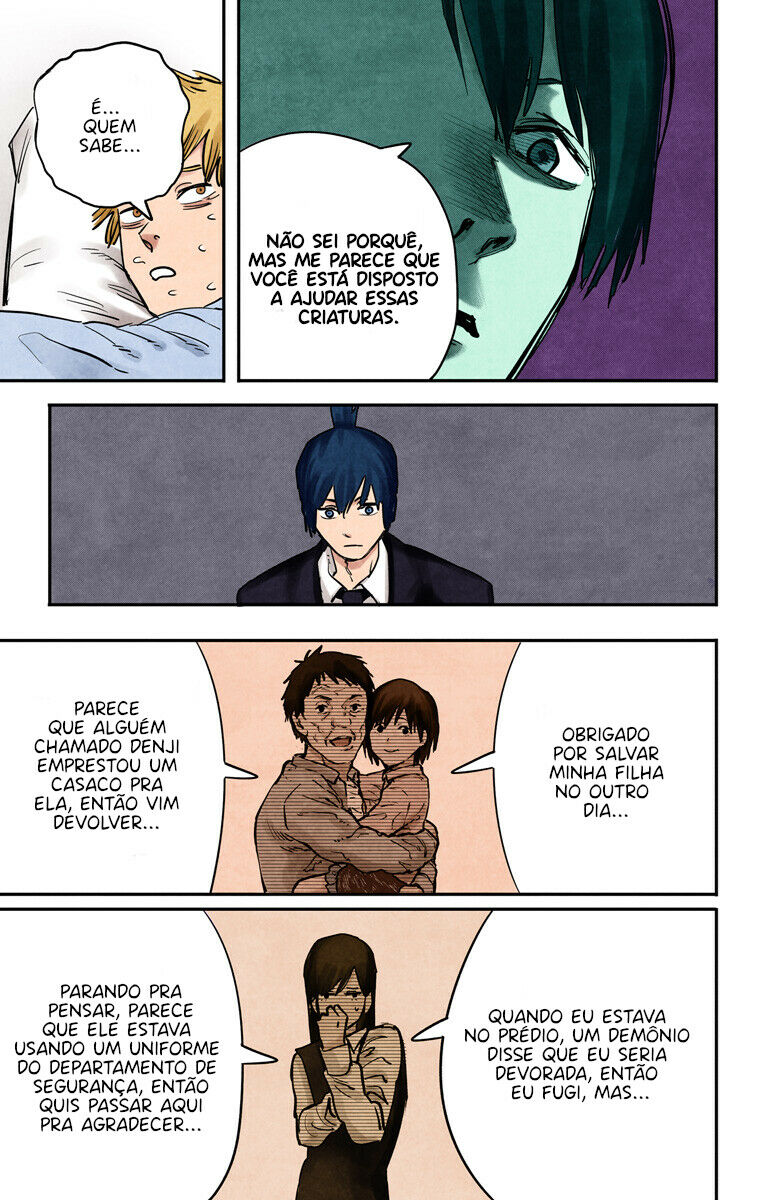 NÃO SEI PORQUÊ,
MAS ME PARECE QUE
VOCÊ ESTÁ DISPOSTO
A AJUDAR ESSAS
CRIATURAS.
É...
QUEM
SABE...
OBRIGADO
POR SALVAR
MINHA FILHA
NO OUTRO
DIA...
PARECE
QUE ALGUÉM
CHAMADO DENJI
EMPRESTOU UM
CASACO PRA
ELA, ENTÃO VIM
DEVOLVER...
QUANDO EU ESTAVA
NO PRÉDIO, UM DEMÔNIO
DISSE QUE EU SERIA
DEVORADA, ENTÃO
EU FUGI, MAS...
PARANDO PRA
PENSAR, PARECE
QUE ELE ESTAVA
USANDO UM UNIFORME
DO DEPARTAMENTO DE
SEGURANÇA, ENTÃO
QUIS PASSAR AQUI
PRA AGRADECER...